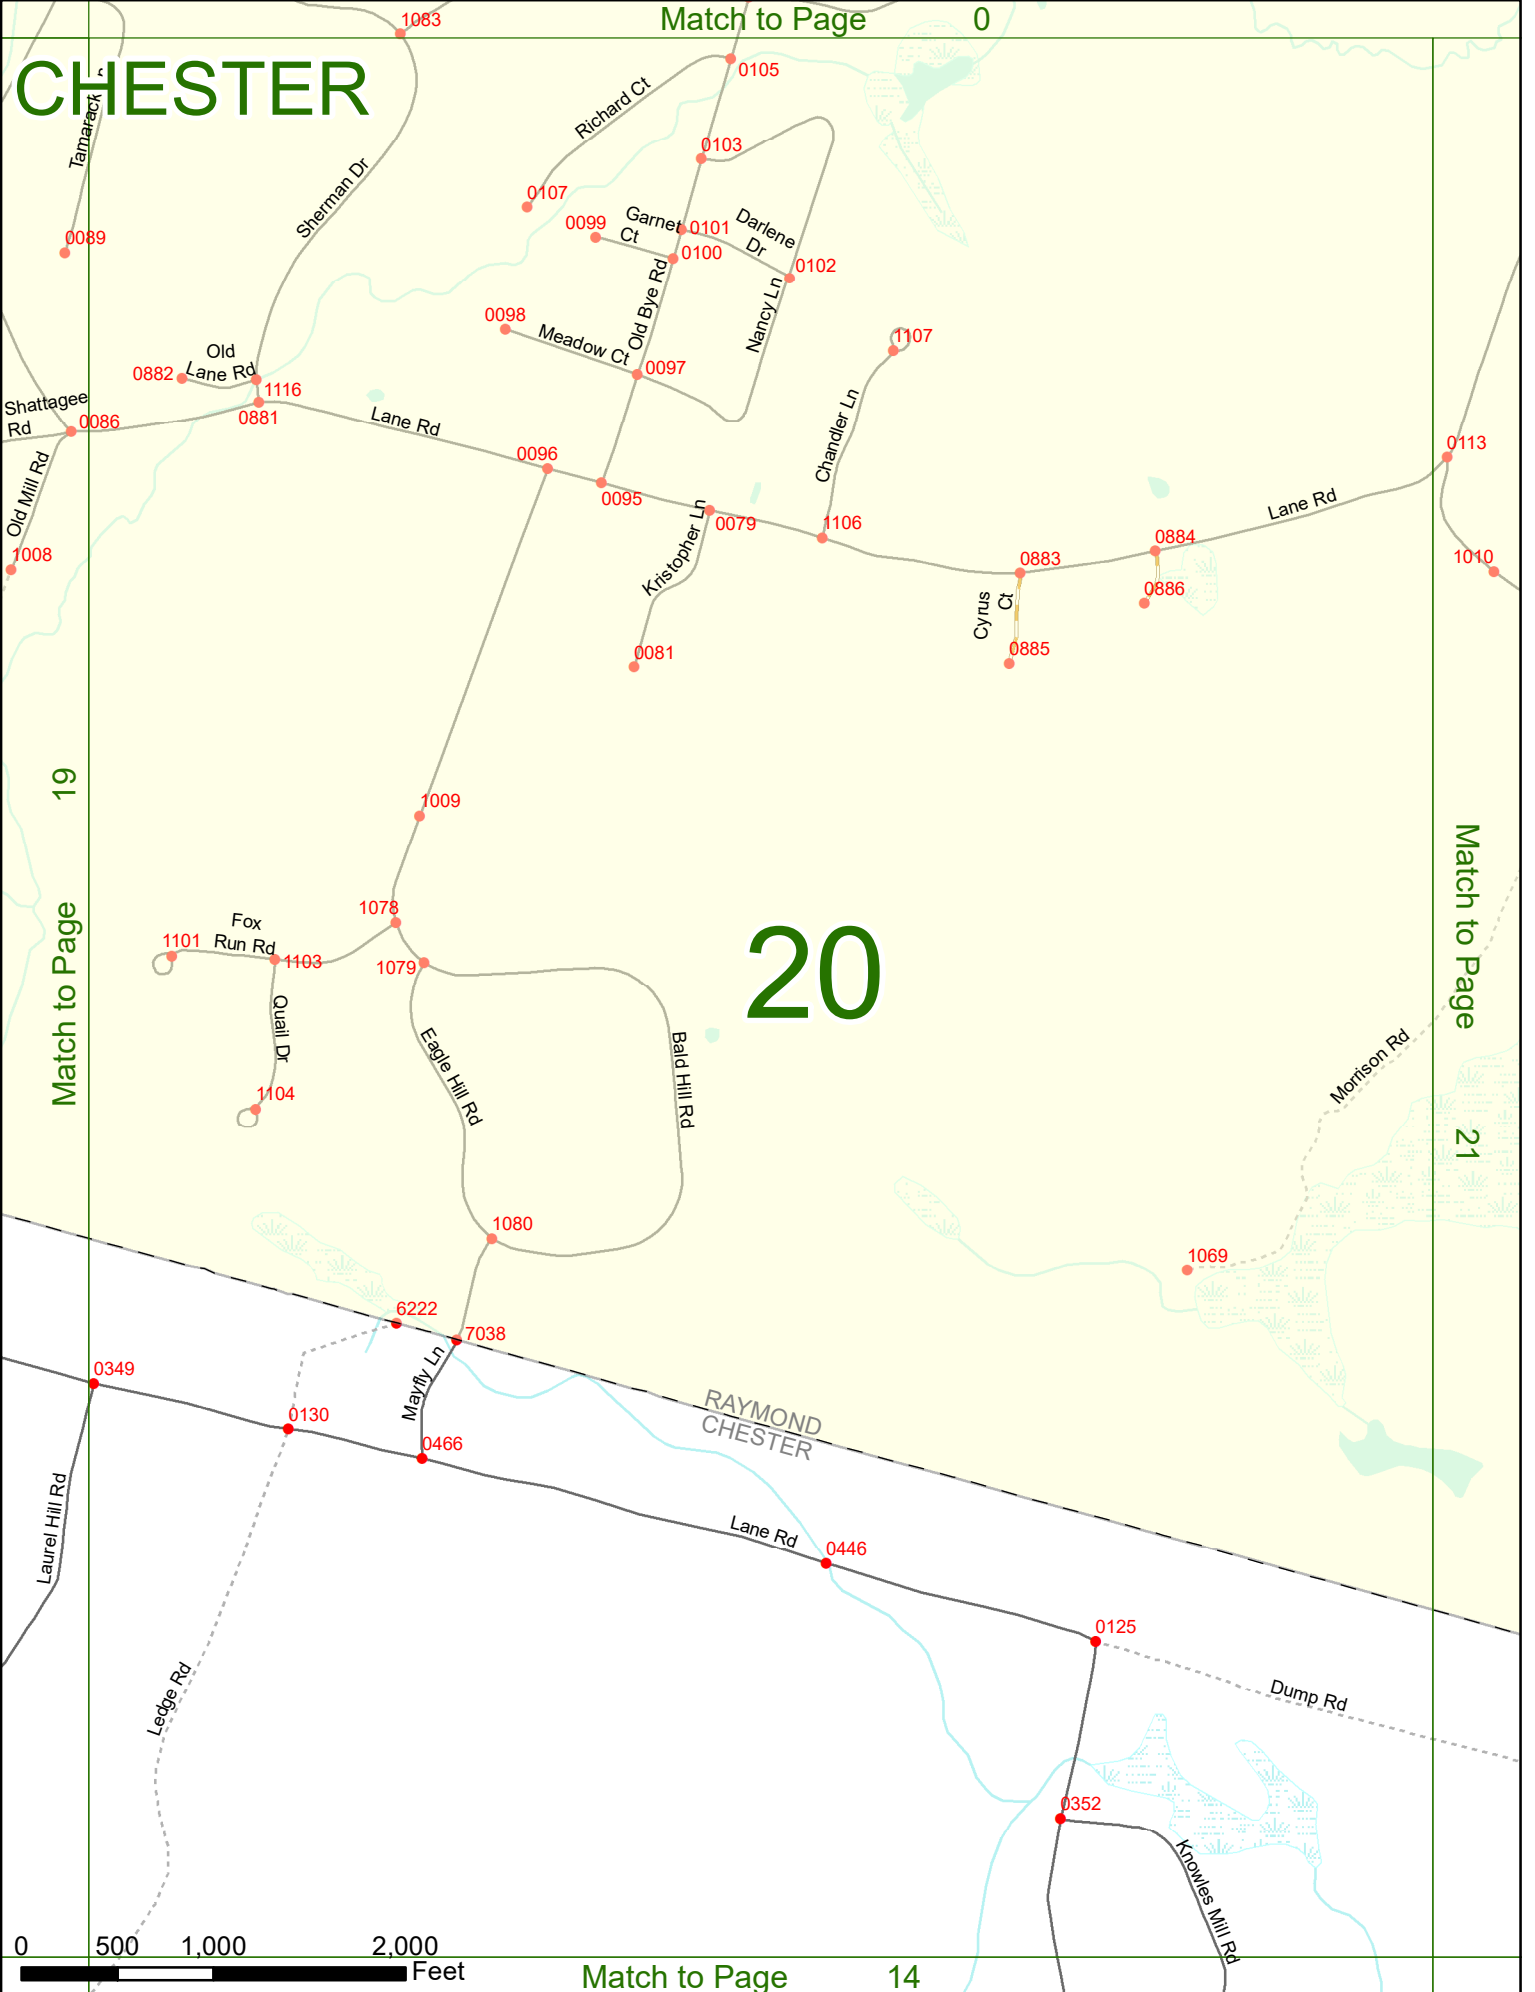 Match to Page 0
CHESTER
1083
0105
Richard Ct
Tamarack
0103
Sherman Dr
0107
0099
Garnet
Ct
0101
Darlene
Dr
0089
0100
0102
Old Bye Rd
Nancy Ln
0098
Meadow Ct
1107
Old
Lane Rd
0882
0097
1116
Shattagee
Rd
0086
0881
Lane Rd
Chandler Ln
0113
0096
Old Mill Rd
0095
Lane Rd
Kristopher Ln
0079
1106
0884
1008
0883
1010
0886
Cyrus
Ct
0081
0885
19
Match to Page
1009
Match to Page
21
1078
Fox
Run Rd
1101
1103
1079
20
Quail Dr
Eagle Hill Rd
Bald Hill Rd
Morrison Rd
1104
1080
1069
6222
7038
Mayfly Ln
0349
RAYMOND
CHESTER
0130
0466
Laurel Hill Rd
Lane Rd
0446
0125
Ledge Rd
Dump Rd
0352
Knowles Mill Rd
0 500 1,000 2,000
Feet
Match to Page 14